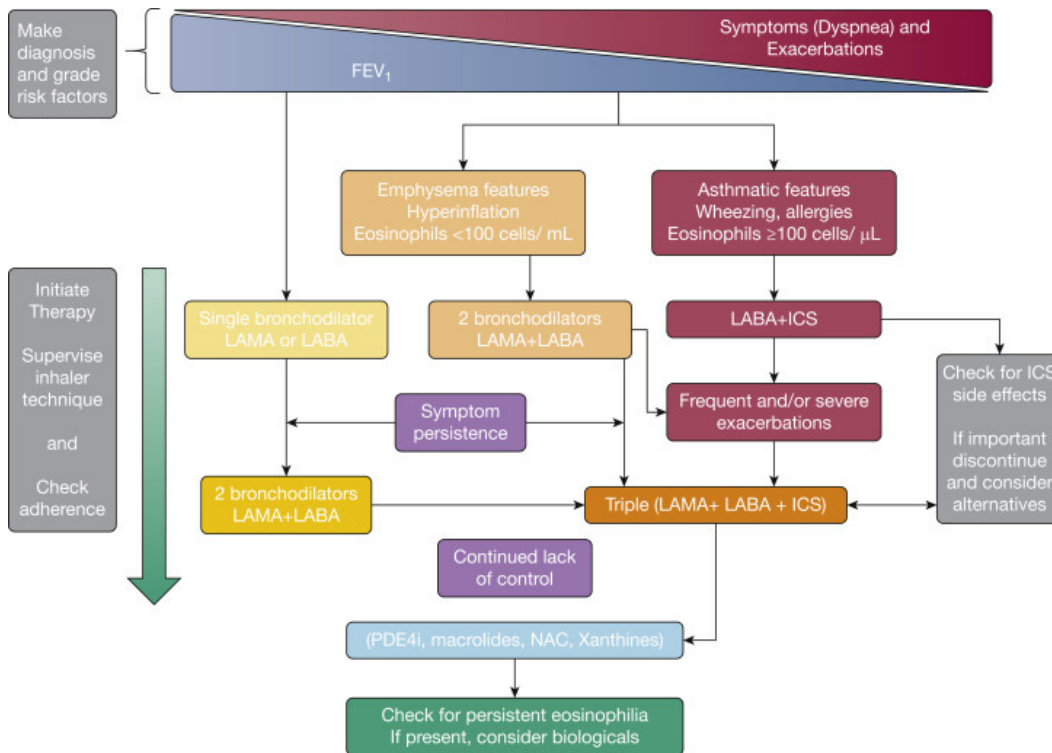 Make
diagnosis
and grade
risk factors
Symptoms (Dyspnea) and
Exacerbations
FEV₁
Emphysema features
Hyperinflation
Eosinophils <100 cells/ mL
Asthmatic features
Wheezing, allergies
Eosinophils ≥100 cells/ μL
Initiate
Therapy
Supervise
inhaler
technique
and
Check
adherence
Single bronchodilator
LAMA or LABA
2 bronchodilators
LAMA+LABA
LABA+ICS
Check for ICS
side effects
If important
discontinue
and consider
alternatives
Symptom
persistence
Frequent and/or severe
exacerbations
2 bronchodilators
LAMA+LABA
Triple (LAMA+ LABA + ICS)
Continued lack
of control
(PDE4i, macrolides, NAC, Xanthines)
Check for persistent eosinophilia
If present, consider biologicals